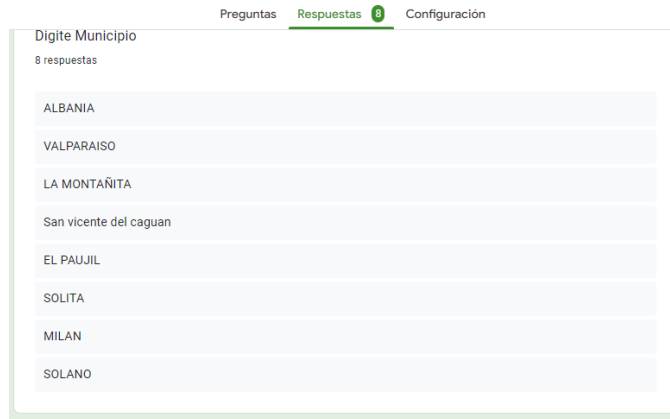 Preguntas Respuestas 8 Configuración
Digite Municipio
8 respuestas
ALBANIA
VALPARAISO
LA MONTAÑITA
San vicente del caguan
EL PAUJIL
SOLITA
MILAN
SOLANO